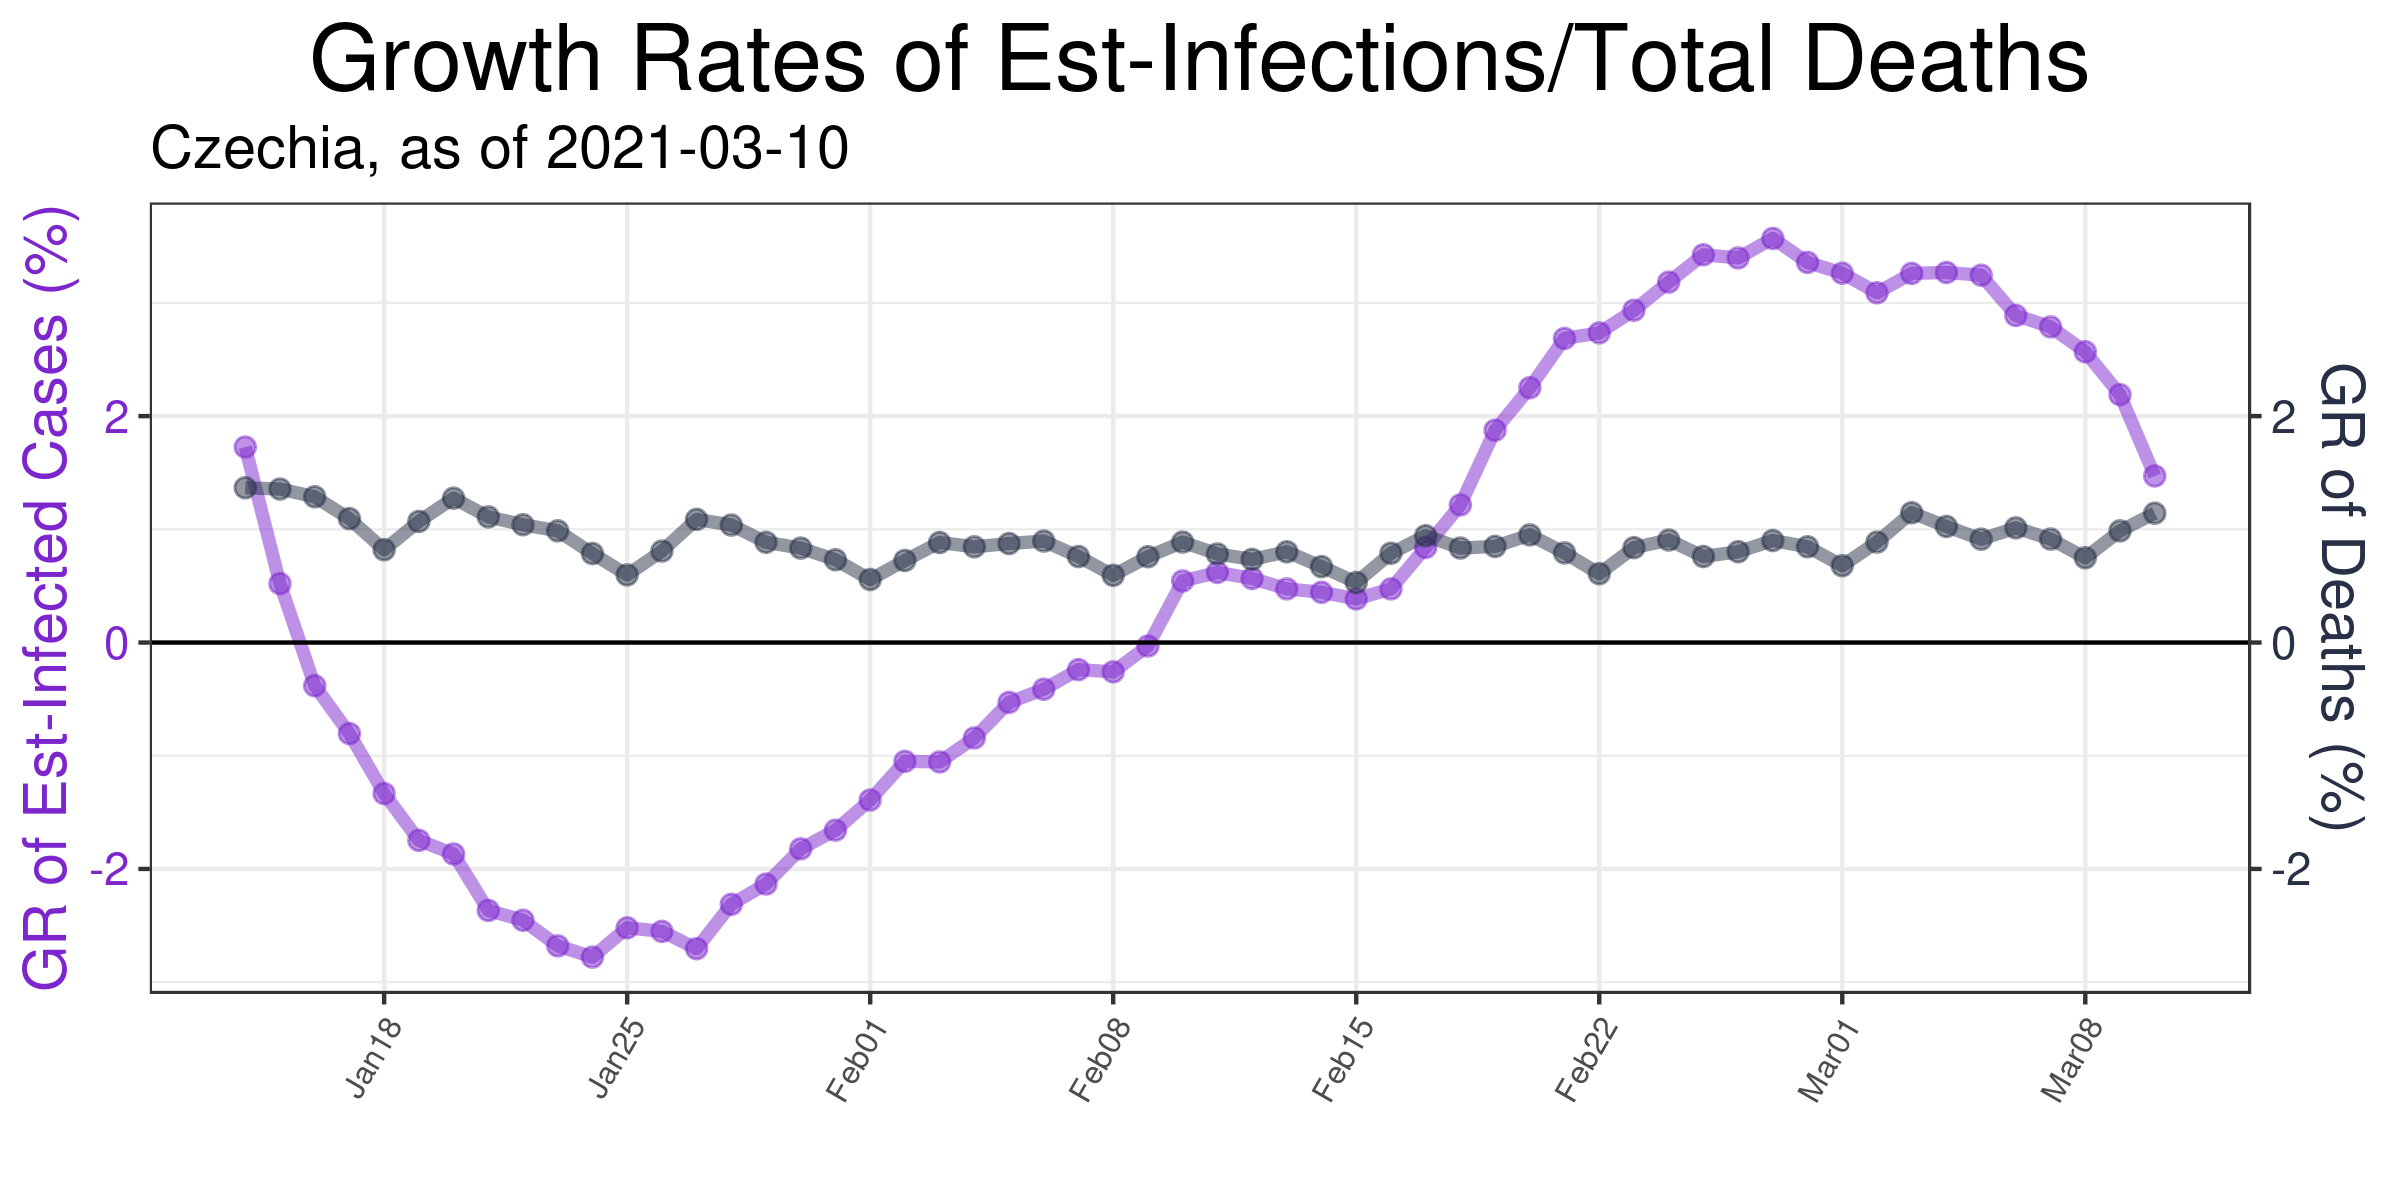 Growth Rates of Est-Infections/Total Deaths
Czechia, as of 2021-03-10
GR of Est-Infected Cases (%)
2
0
-2
2
0
-2
GR of Deaths (%)
Jan18
Jan25
Feb01
Feb08
Feb15
Feb22
Mar01
Mar08